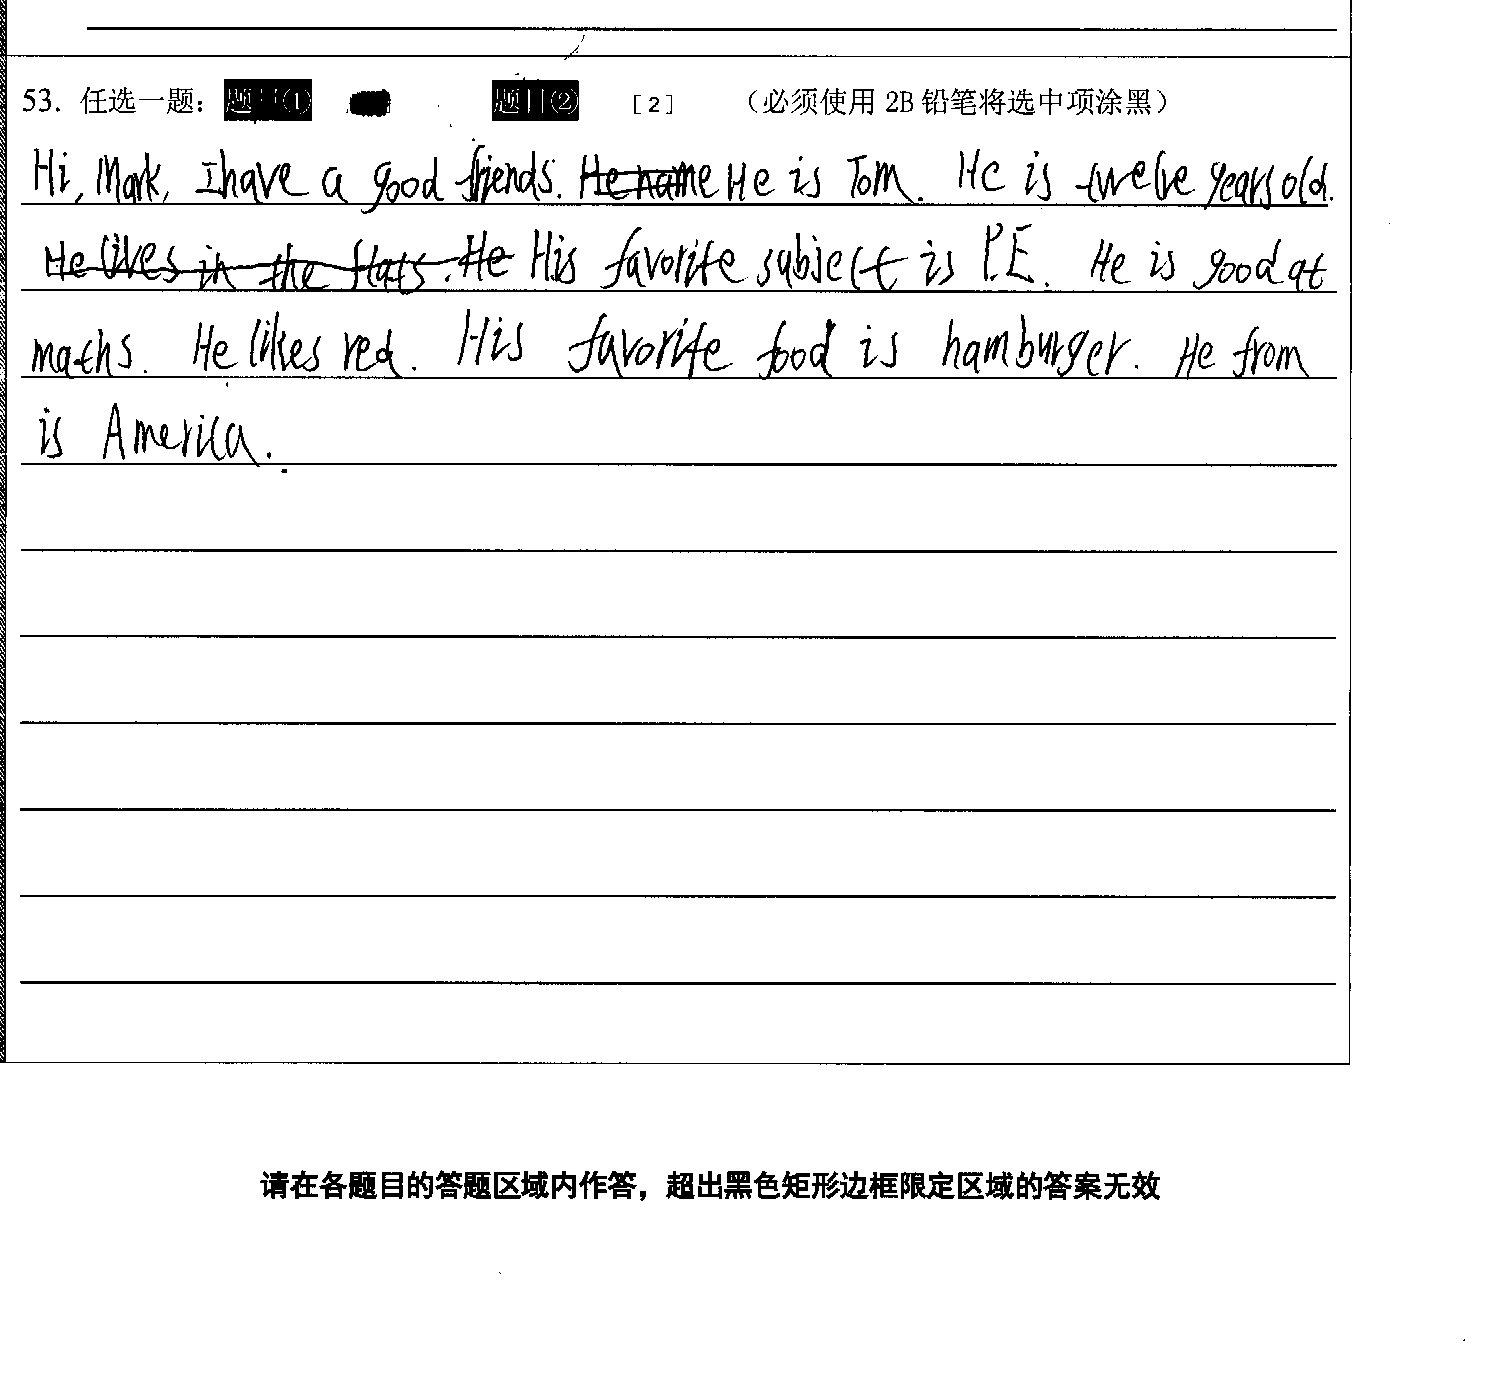 53. 任选一题： 题目(1) 题目(2) [2] （必须使用 2B 铅笔将选中项涂黑）
Hi, Mark, I have a good friends. He name He is Tom. He is twelve years old.
He lives in the flats. He His favorite subject is P.E. He is good at
maths. He likes red. His favorite food is hamburger. He from
is America.
请在各题目的答题区域内作答，超出黑色矩形边框限定区域的答案无效